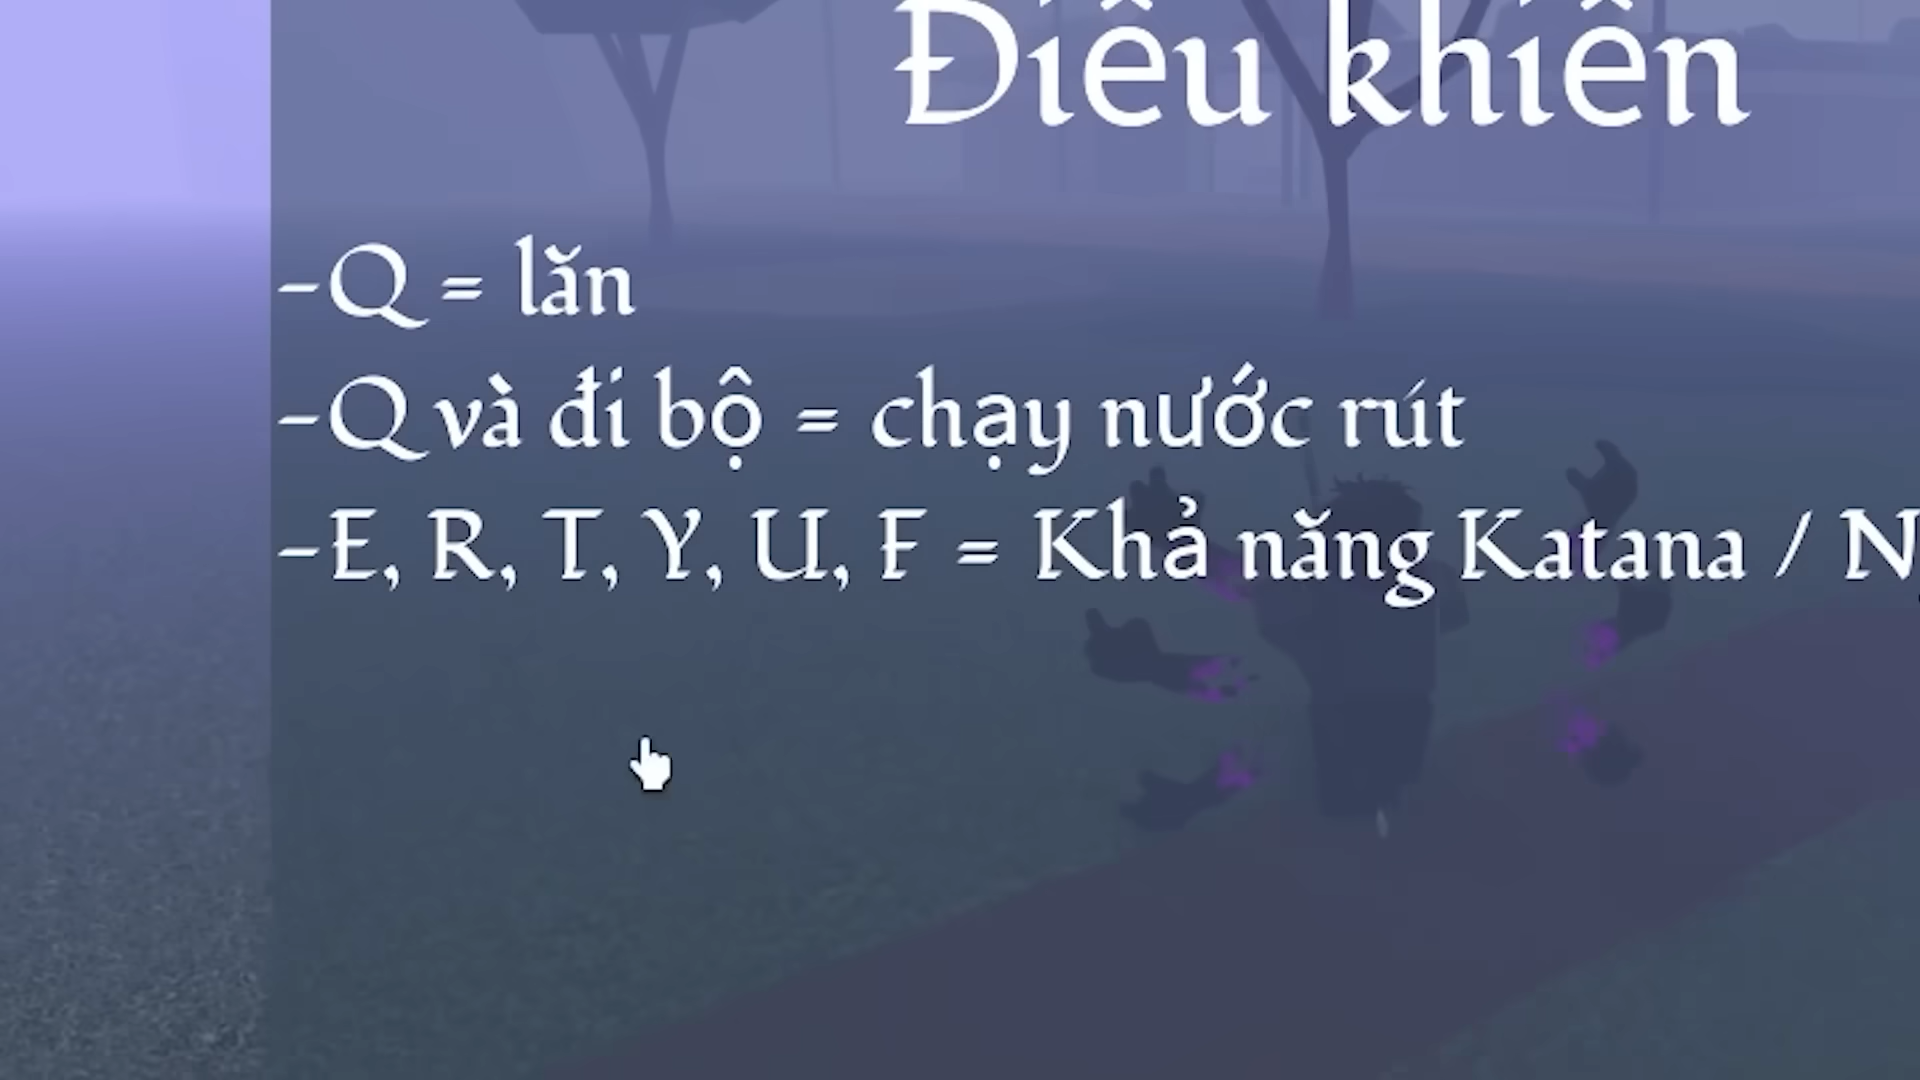 Điều khiển
-Q = lăn
-Q và đi bộ = chạy nước rút
-E, R, T, Y, U, F = Khả năng Katana /